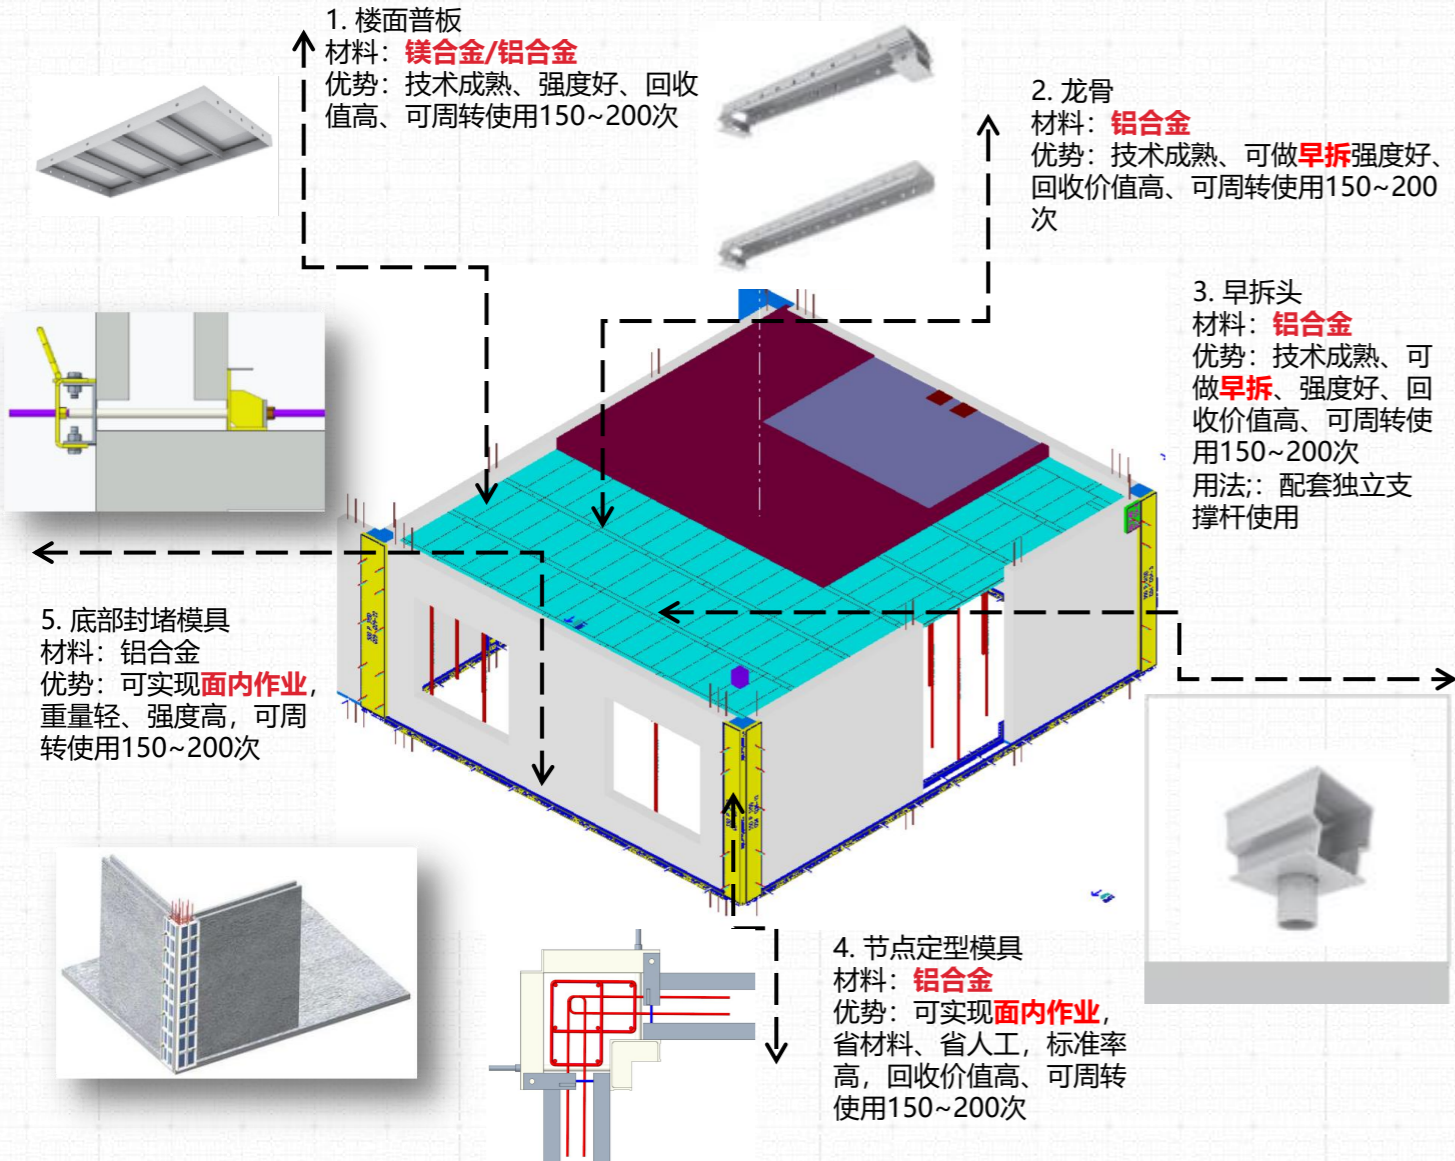 1. 楼面普板
材料：镁合金/铝合金
优势：技术成熟、强度好、回收
值高、可周转使用150~200次
2. 龙骨
材料：铝合金
优势：技术成熟、可做早拆强度好、
回收价值高、可周转使用150~200
次
3. 早拆头
材料：铝合金
优势：技术成熟、可
做早拆、强度好、回
收价值高、可周转使
用150~200次
用法;：配套独立支
撑杆使用
5. 底部封堵模具
材料：铝合金
优势：可实现面内作业，
重量轻、强度高，可周
转使用150~200次
4. 节点定型模具
材料：铝合金
优势：可实现面内作业，
省材料、省人工，标准率
高，回收价值高、可周转
使用150~200次